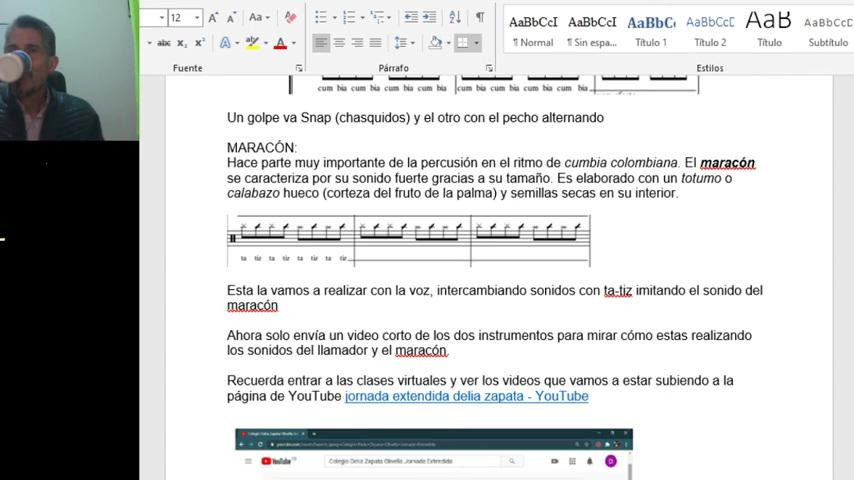 12
Aa
Fuente
Párrafo
Estilos
AaBbCcI AaBbCcI AaBbC AaBbCcI AaB AaBbCcD
¶ Normal ¶ Sin espa... Título 1 Título 2 Título Subtítulo
cum bia cum bia cum bia cum bia cum bia cum bia cum bia cum bia
Un golpe va Snap (chasquidos) y el otro con el pecho alternando
MARACÓN:
Hace parte muy importante de la percusión en el ritmo de cumbia colombiana. El maracón
se caracteriza por su sonido fuerte gracias a su tamaño. Es elaborado con un totumo o
calabazo hueco (corteza del fruto de la palma) y semillas secas en su interior.
ta tiz ta tiz ta tiz ta tiz
Esta la vamos a realizar con la voz, intercambiando sonidos con ta-tiz imitando el sonido del
maracón
Ahora solo envía un video corto de los dos instrumentos para mirar cómo estas realizando
los sonidos del llamador y el maracón.
Recuerda entrar a las clases virtuales y ver los videos que vamos a estar subiendo a la
página de YouTube jornada extendida delia zapata - YouTube
YouTube
Colegio Delia Zapata Olivella Jornada Extendida